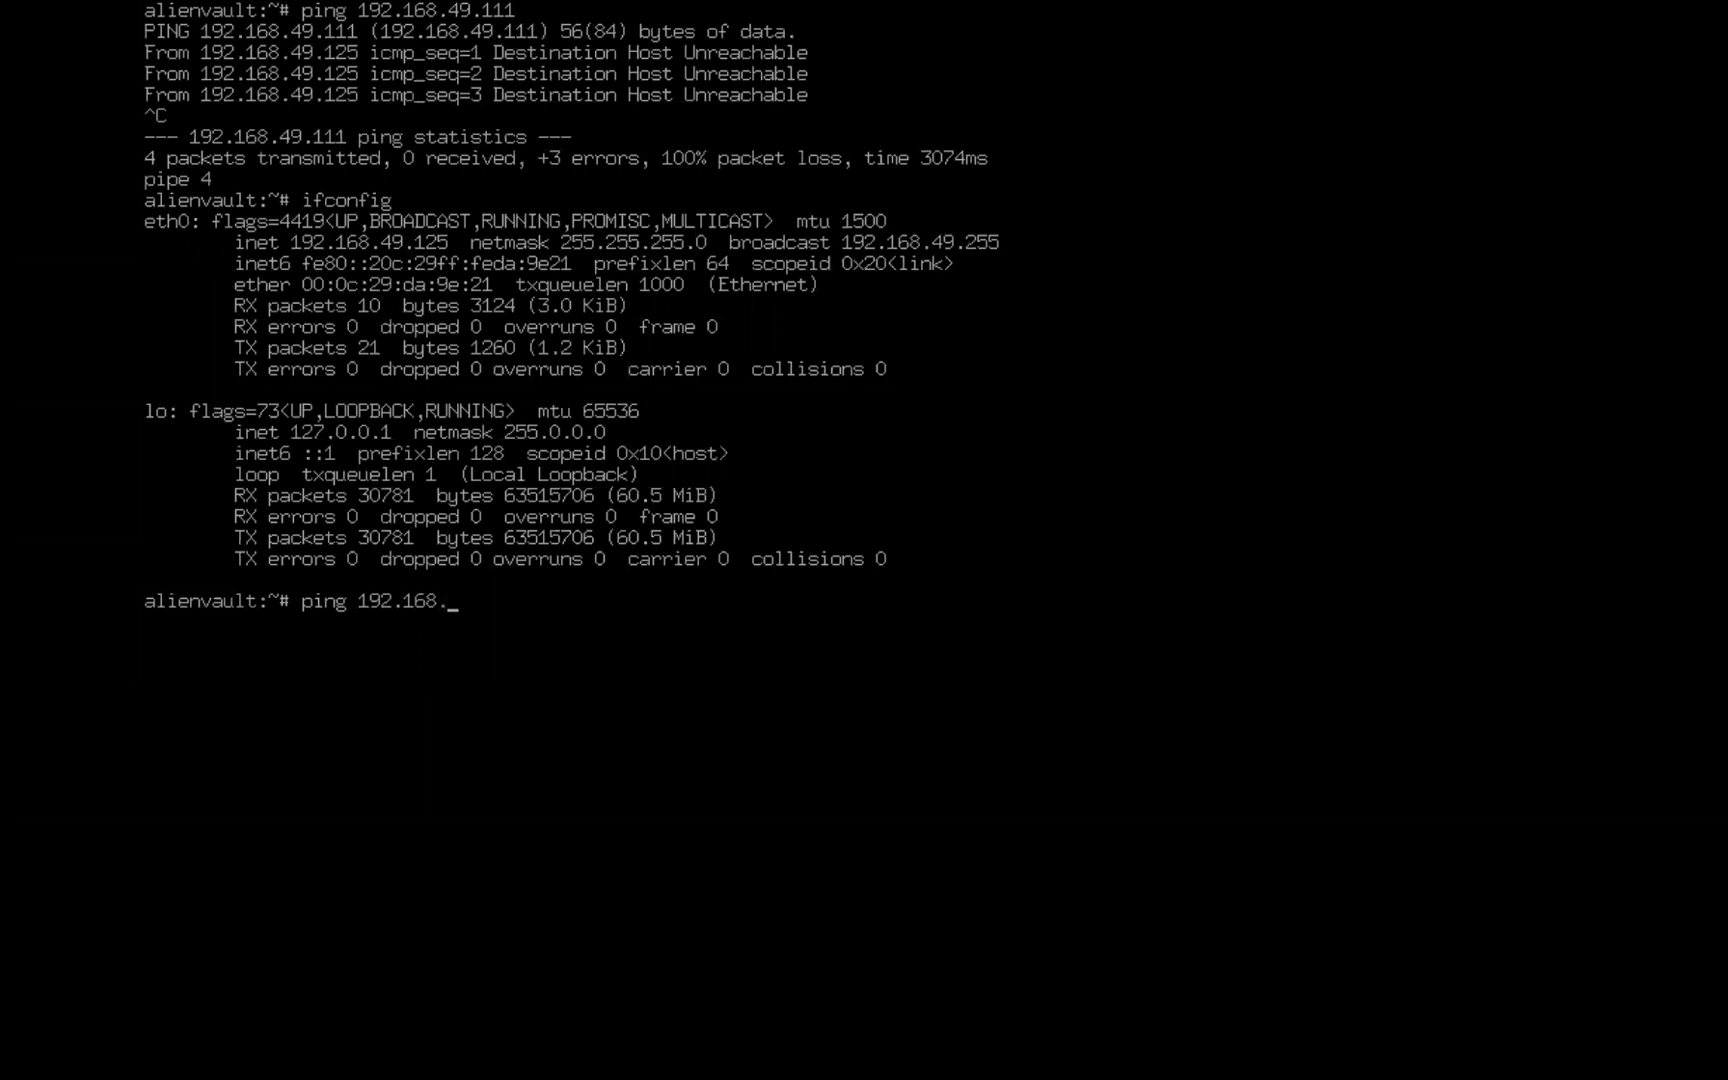 alienvault:~# ping 192.168.49.111
PING 192.168.49.111 (192.168.49.111) 56(84) bytes of data.
From 192.168.49.125 icmp_seq=1 Destination Host Unreachable
From 192.168.49.125 icmp_seq=2 Destination Host Unreachable
From 192.168.49.125 icmp_seq=3 Destination Host Unreachable
^C
--- 192.168.49.111 ping statistics ---
4 packets transmitted, 0 received, +3 errors, 100% packet loss, time 3074ms
pipe 4
alienvault:~# ifconfig
eth0: flags=4419<UP,BROADCAST,RUNNING,PROMISC,MULTICAST>  mtu 1500
        inet 192.168.49.125  netmask 255.255.255.0  broadcast 192.168.49.255
        inet6 fe80::20c:29ff:feda:9e21  prefixlen 64  scopeid 0x20<link>
        ether 00:0c:29:da:9e:21  txqueuelen 1000  (Ethernet)
        RX packets 10  bytes 3124 (3.0 KiB)
        RX errors 0  dropped 0  overruns 0  frame 0
        TX packets 21  bytes 1260 (1.2 KiB)
        TX errors 0  dropped 0 overruns 0  carrier 0  collisions 0

lo: flags=73<UP,LOOPBACK,RUNNING>  mtu 65536
        inet 127.0.0.1  netmask 255.0.0.0
        inet6 ::1  prefixlen 128  scopeid 0x10<host>
        loop  txqueuelen 1  (Local Loopback)
        RX packets 30781  bytes 63515706 (60.5 MiB)
        RX errors 0  dropped 0  overruns 0  frame 0
        TX packets 30781  bytes 63515706 (60.5 MiB)
        TX errors 0  dropped 0 overruns 0  carrier 0  collisions 0

alienvault:~# ping 192.168._